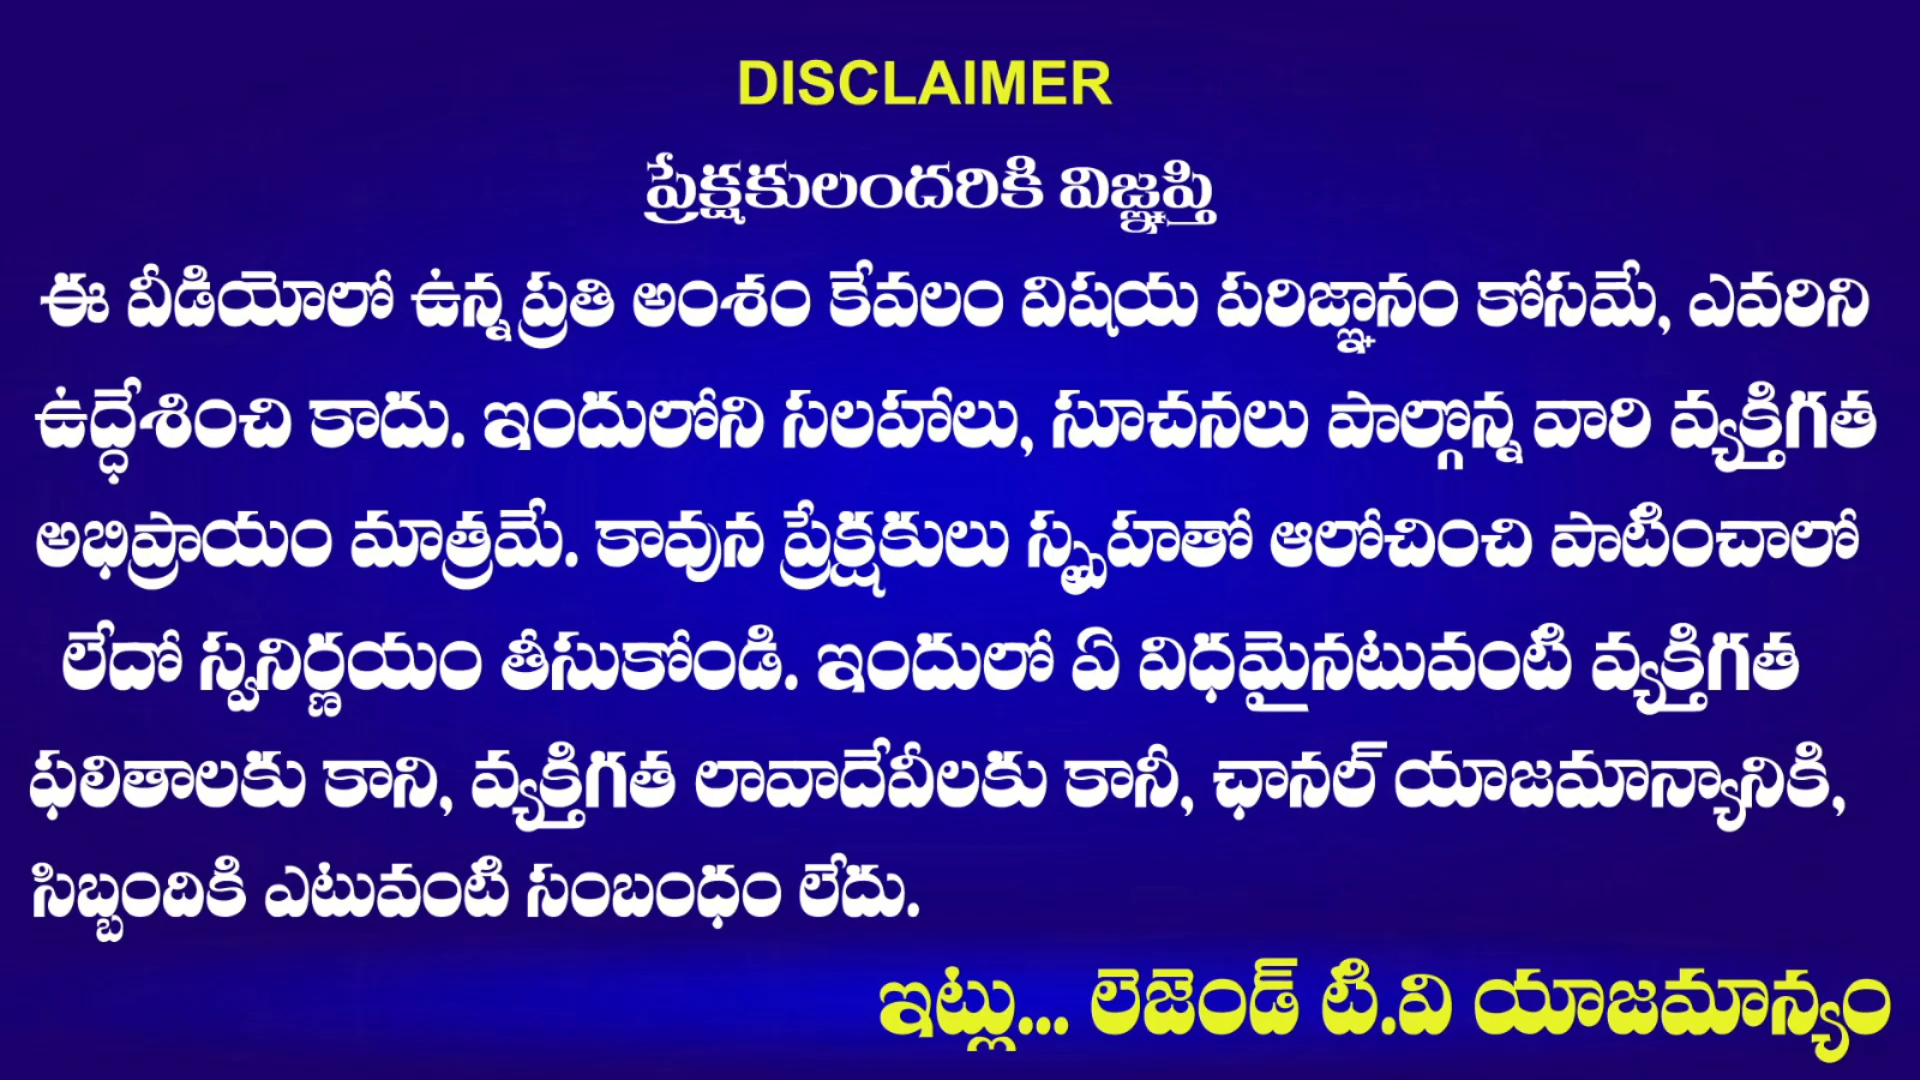 DISCLAIMER
ప్రేక్షకులందరికి విజ్ఞప్తి
ఈ వీడియోలో ఉన్న ప్రతి అంశం కేవలం విషయ పరిజ్ఞానం కోసమే, ఎవరిని
ఉద్ధేశించి కాదు. ఇందులోని సలహాలు, సూచనలు పాల్గొన్న వారి వ్యక్తిగత
అభిప్రాయం మాత్రమే. కావున ప్రేక్షకులు స్పృహతో ఆలోచించి పాటించాలో
లేదో స్వనిర్ణయం తీసుకోండి. ఇందులో ఏ విధమైనటువంటి వ్యక్తిగత
ఫలితాలకు కాని, వ్యక్తిగత లావాదేవీలకు కానీ, ఛానల్ యాజమాన్యానికి,
సిబ్బందికి ఎటువంటి సంబంధం లేదు.
ఇట్లు... లెజెండ్ టి.వి యాజమాన్యం